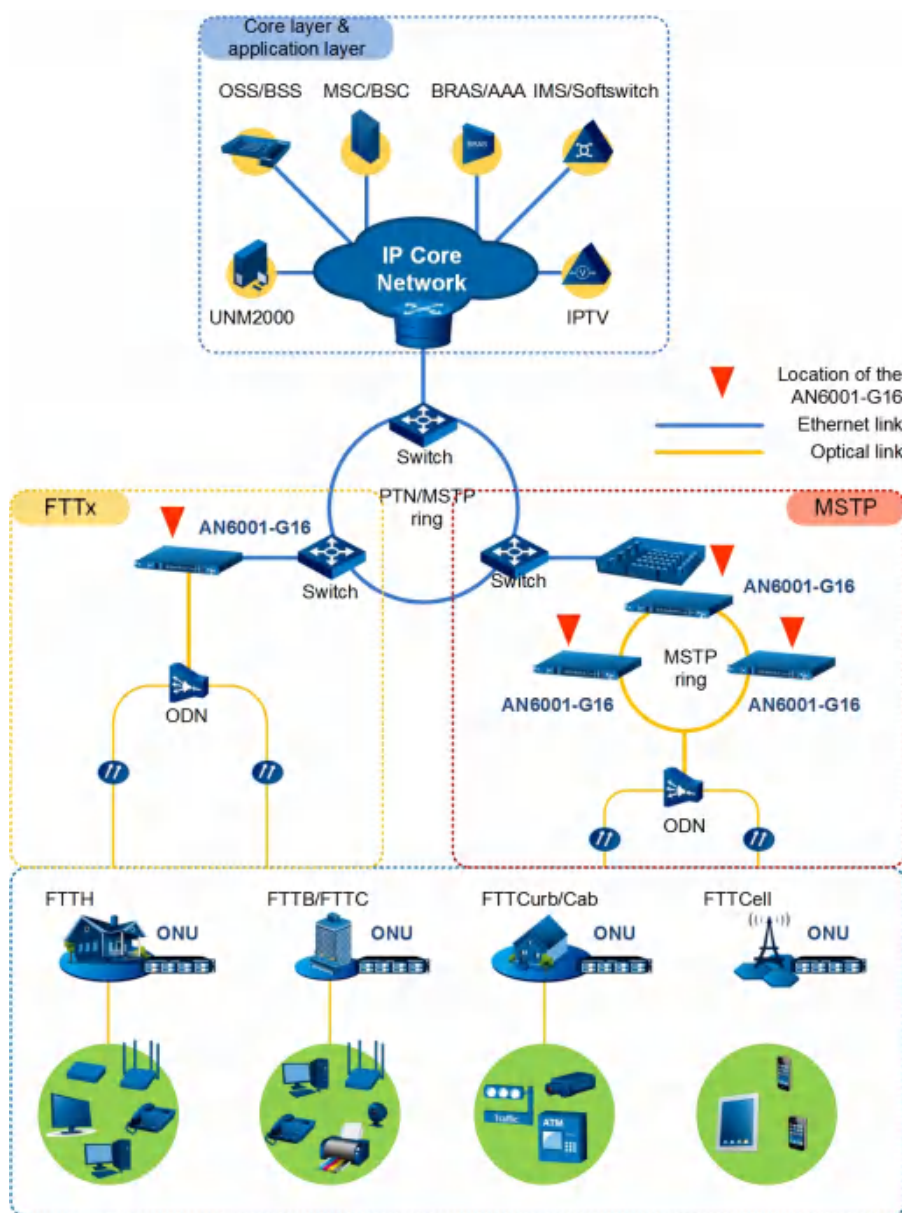 Core layer &
application layer
OSS/BSS MSC/BSC BRAS/AAA IMS/Softswitch
BRAS
IP Core
Network
UNM2000
IPTV
V
Location of the
AN6001-G16
Ethernet link
Optical link
Switch
PTN/MSTP
ring
FTTx
MSTP
AN6001-G16
Switch
Switch
AN6001-G16
MSTP
ring
AN6001-G16
AN6001-G16
ODN
ODN
FTTH
FTTB/FTTC
FTTCurb/Cab
FTTCell
ONU
ONU
ONU
ONU
Traffic
ATM